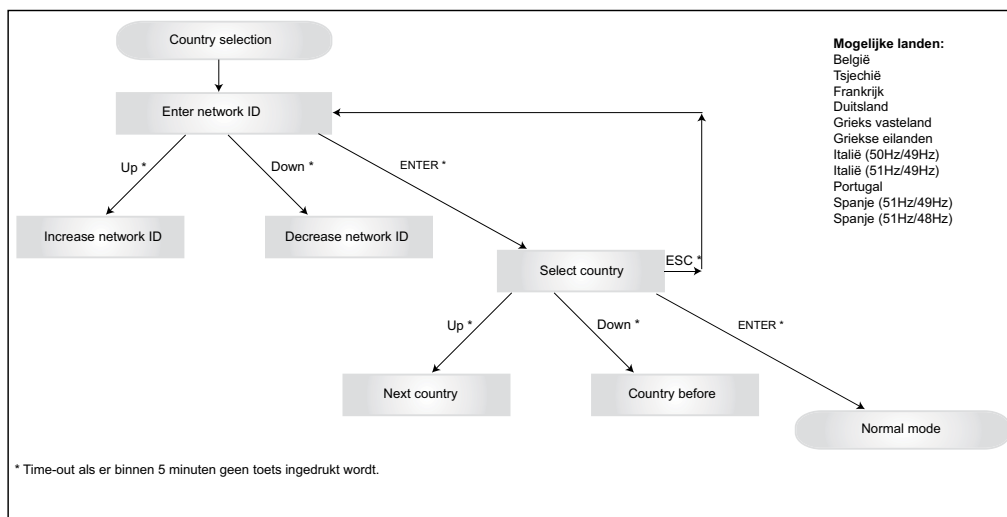 Country selection
Mogelijke landen:
België
Tsjechië
Frankrijk
Duitsland
Grieks vasteland
Griekse eilanden
Italië (50Hz/49Hz)
Italië (51Hz/49Hz)
Portugal
Spanje (51Hz/49Hz)
Spanje (51Hz/48Hz)
Enter network ID
Up *
Down *
ENTER *
Increase network ID
Decrease network ID
Select country
ESC *
Up *
Down *
ENTER *
Next country
Country before
Normal mode
* Time-out als er binnen 5 minuten geen toets ingedrukt wordt.